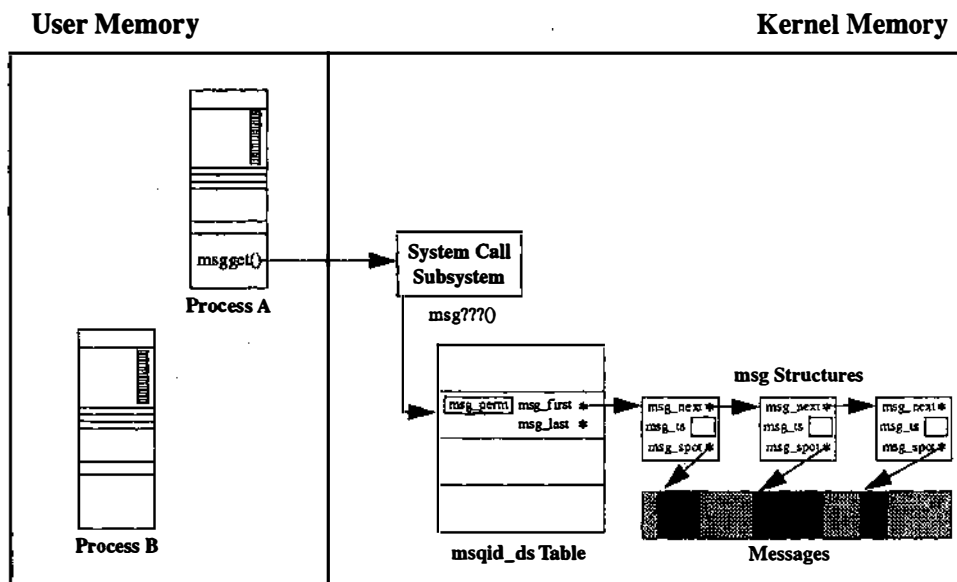 User Memory
Kernel Memory
msgget()
Process A
System Call
Subsystem
msg???()
msg Structures
msg_perm msg_first *
msg_last *
msg_next *
msg_ts
msg_spot *
msg_next *
msg_ts
msg_spot *
msg_next *
msg_ts
msg_spot *
Process B
msqid_ds Table
Messages